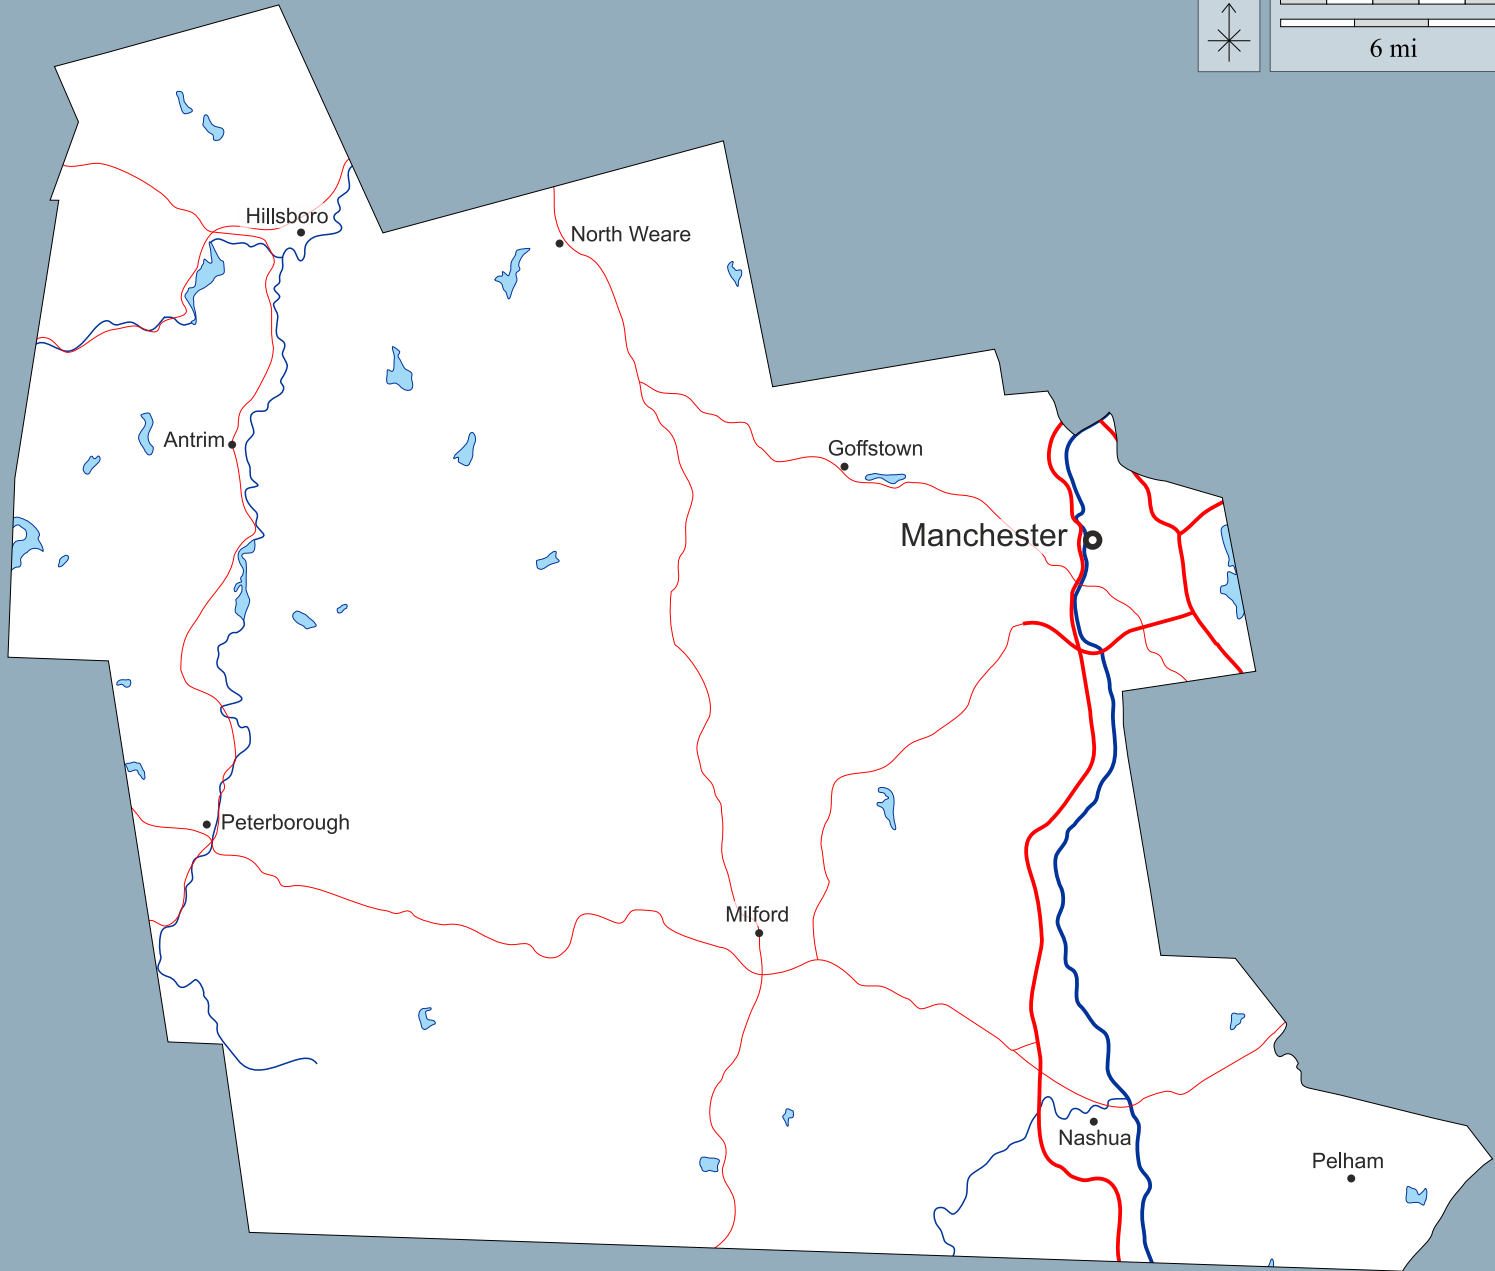 6 mi
Hillsboro
North Weare
Antrim
Goffstown
Manchester
Peterborough
Milford
Nashua
Pelham